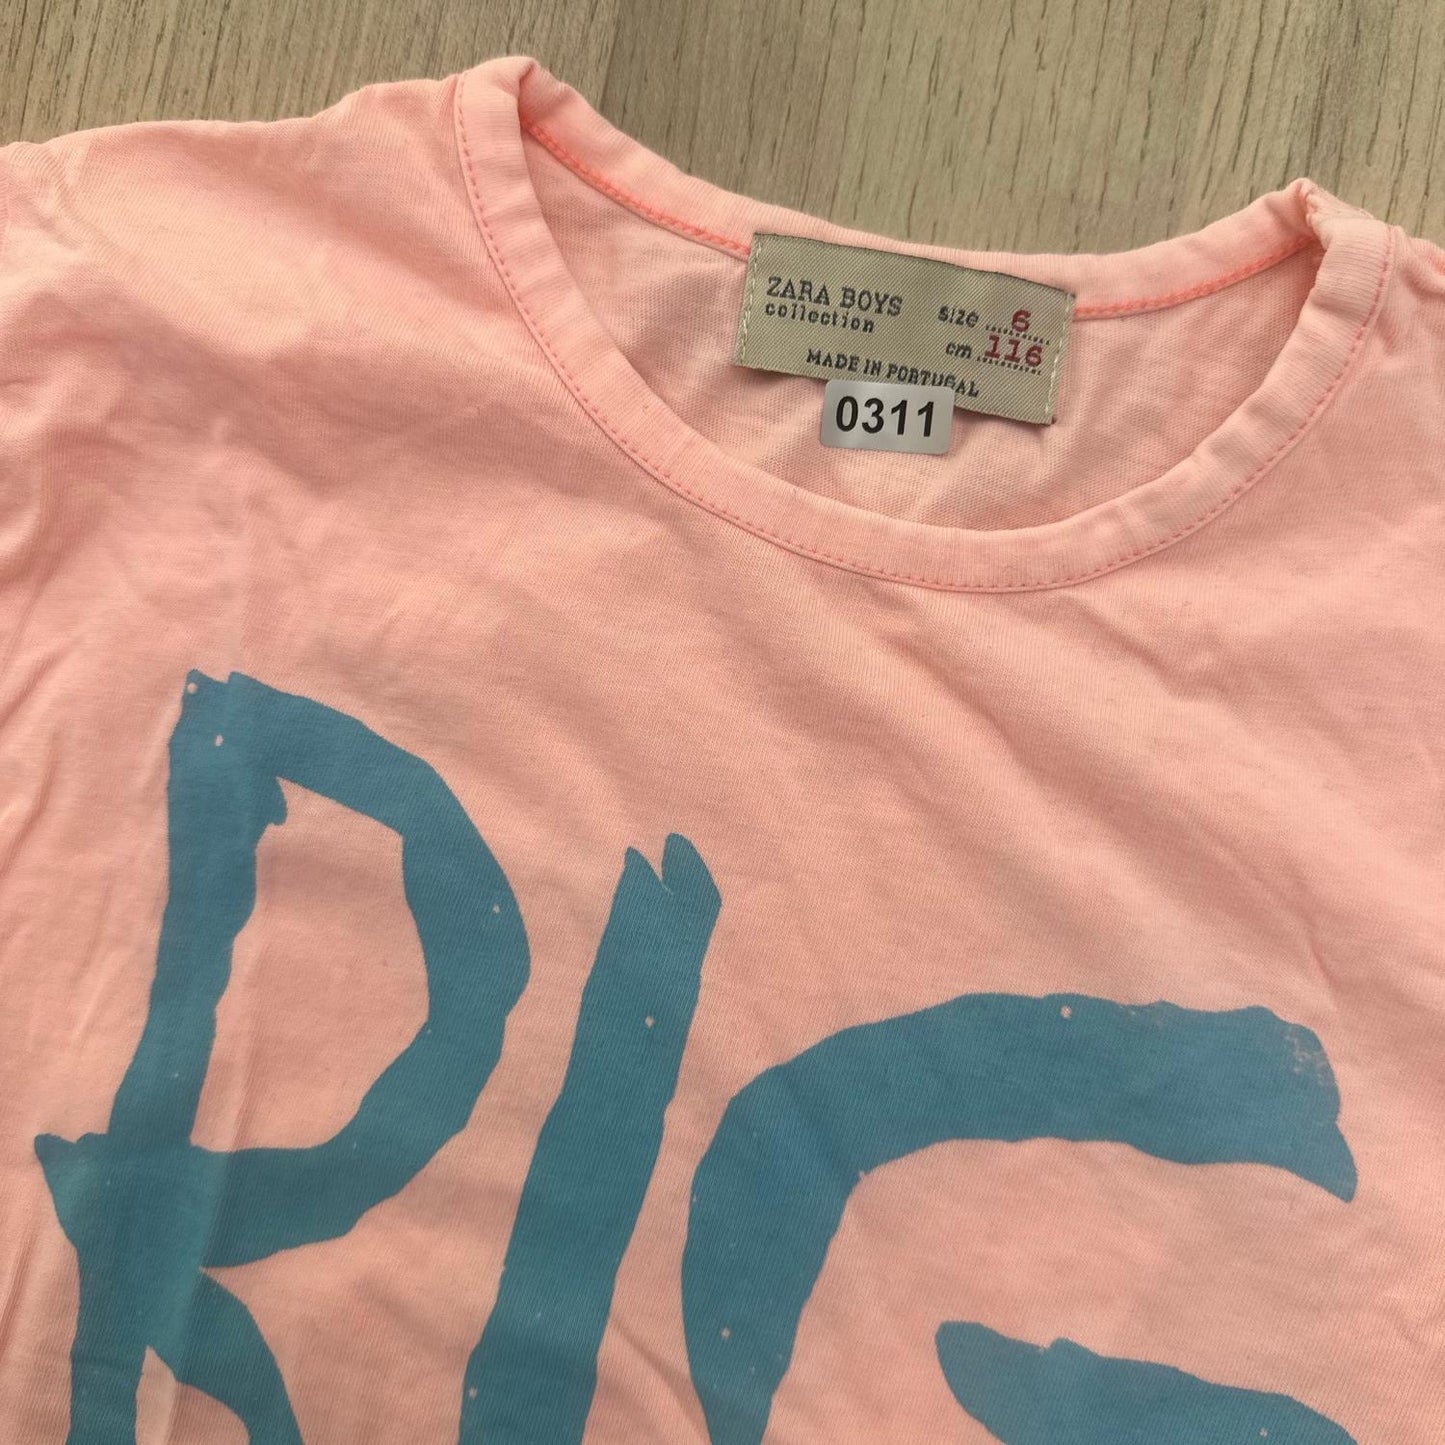 ZARA BOYS
collection
size 6
cm 116
MADE IN PORTUGAL
0311
BIG